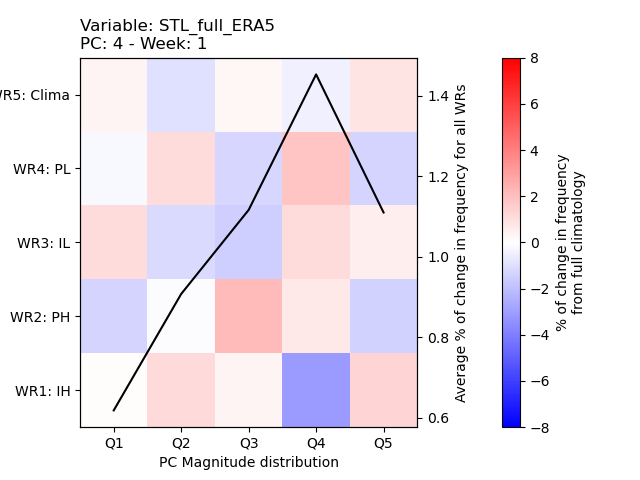 Variable: STL_full_ERA5
PC: 4 - Week: 1
WR5: Clima
WR4: PL
WR3: IL
WR2: PH
WR1: IH
Q1 Q2 Q3 Q4 Q5
PC Magnitude distribution
1.4
1.2
1.0
0.8
0.6
Average % of change in frequency for all WRs
8
6
4
2
0
−2
−4
−6
−8
% of change in frequency
from full climatology